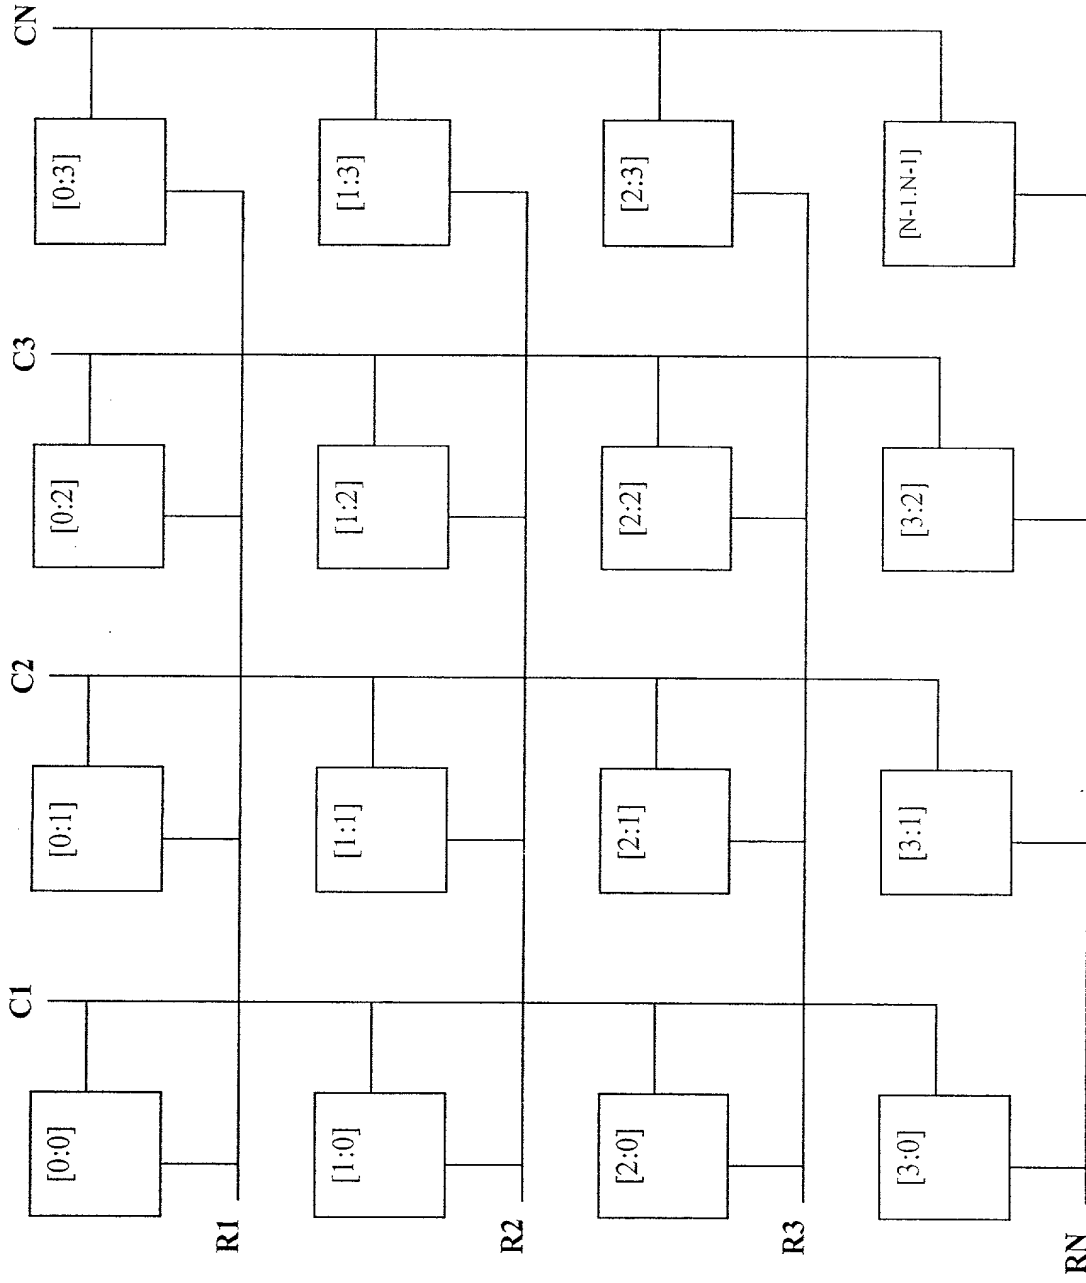 C1 C2 C3 CN
[0:0] [0:1] [0:2] [0:3]
R1
[1:0] [1:1] [1:2] [1:3]
R2
[2:0] [2:1] [2:2] [2:3]
R3
[3:0] [3:1] [3:2] [N-1.N-1]
RN